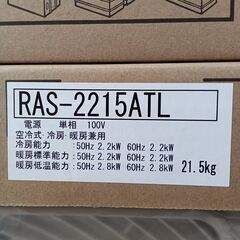 RAS-2215ATL
電源 単相 100V
空冷式・冷房・暖房兼用
冷房能力 : 50Hz 2.2kW 60Hz 2.2kW
暖房標準能力 : 50Hz 2.2kW 60Hz 2.2kW
暖房低温能力 : 50Hz 2.8kW 60Hz 2.8kW 21.5kg